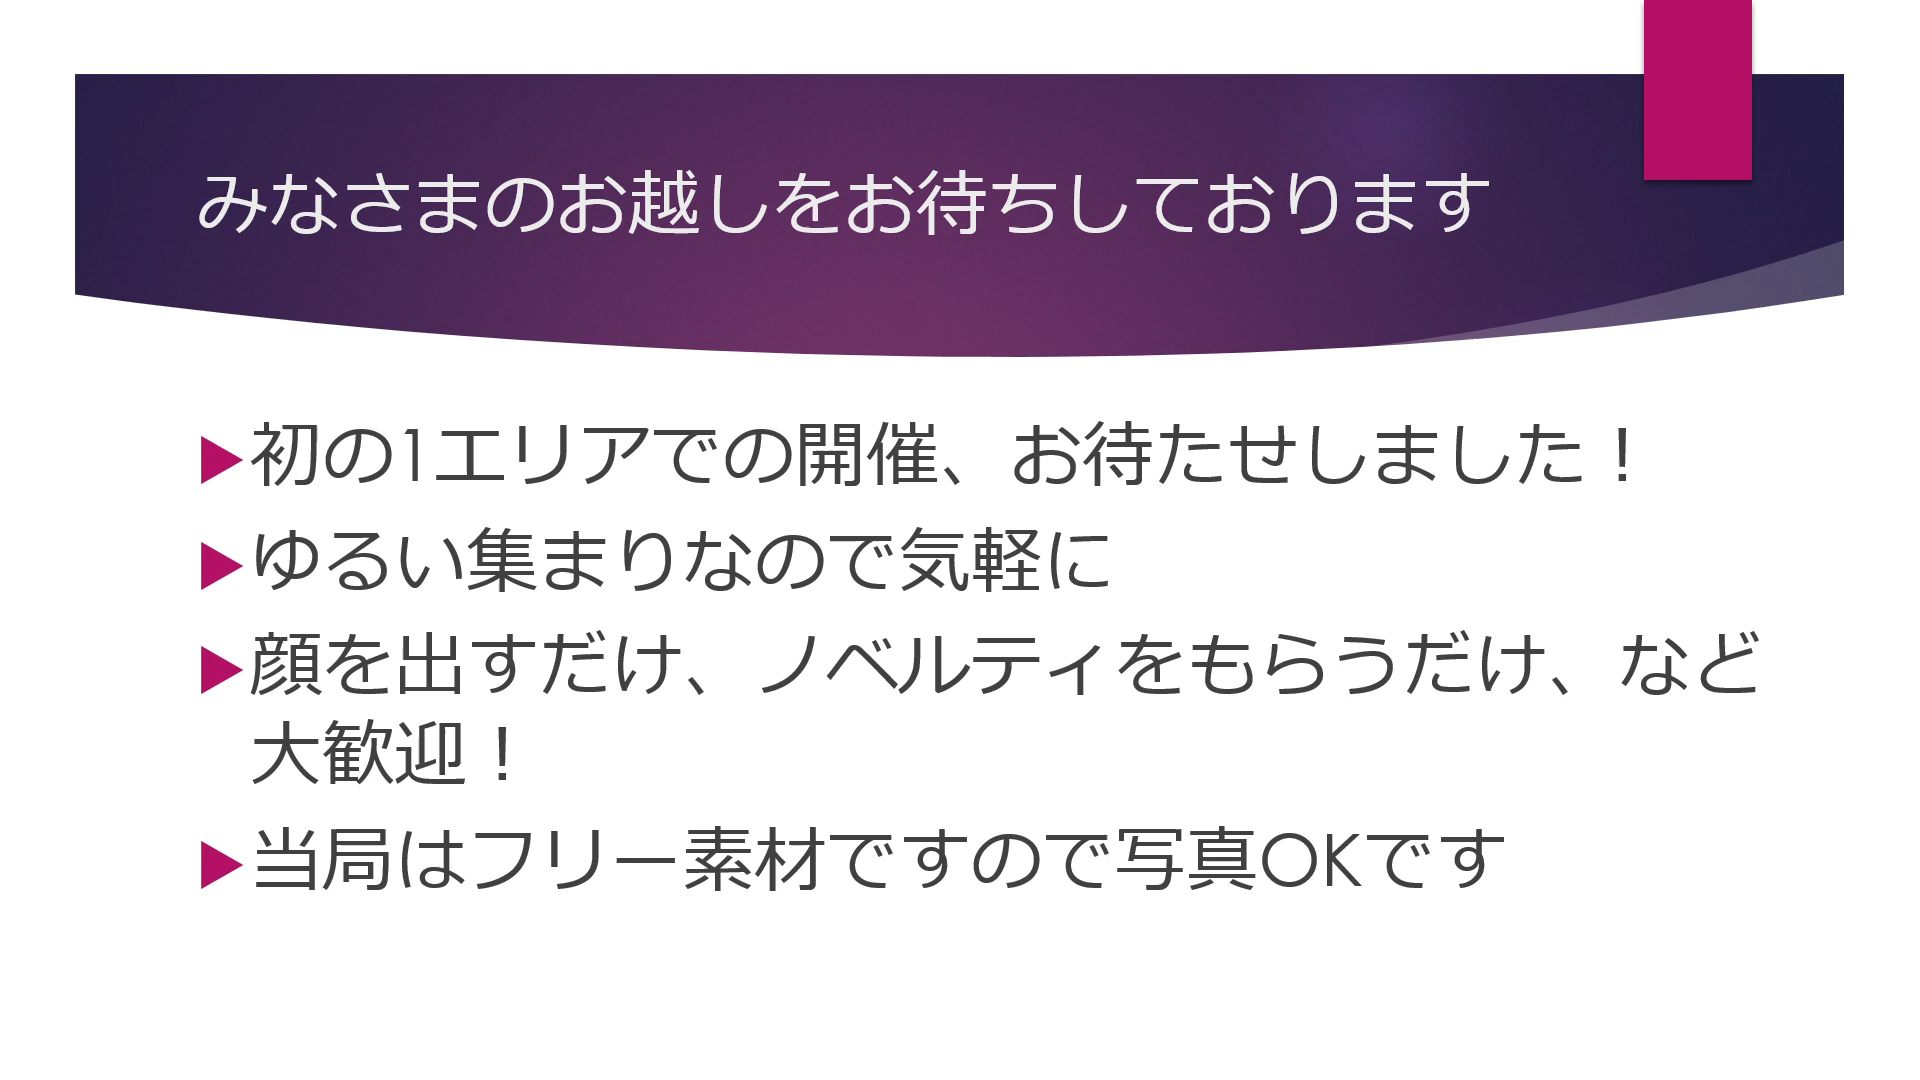 みなさまのお越しをお待ちしております
初の1エリアでの開催、お待たせしました！
ゆるい集まりなので気軽に
顔を出すだけ、ノベルティをもらうだけ、など
大歓迎！
当局はフリー素材ですので写真OKです